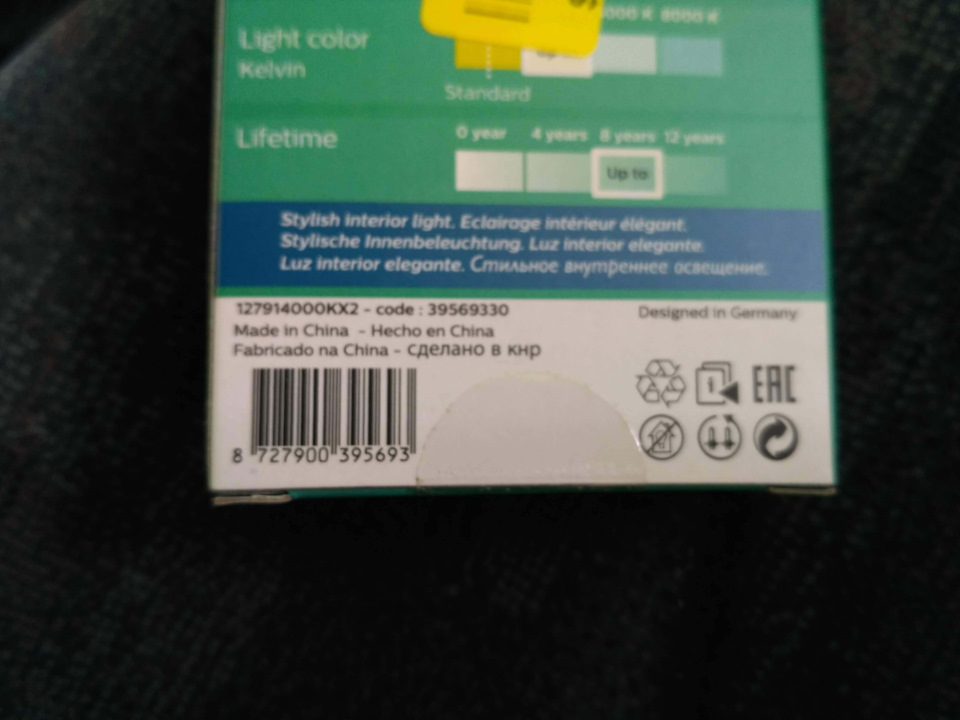 Light color
Kelvin
6000 K
Standard
Lifetime
0 year 4 years 8 years 12 years
Up to
Stylish interior light. Eclairage intérieur élégant.
Stylische Innenbeleuchtung. Luz interior elegante.
Luz interior elegante. Стильное внутреннее освещение.
127914000KX2 - code : 39569330
Designed in Germany
Made in China - Hecho en China
Fabricado na China - сделано в кнр
EAC
8 727900 395693